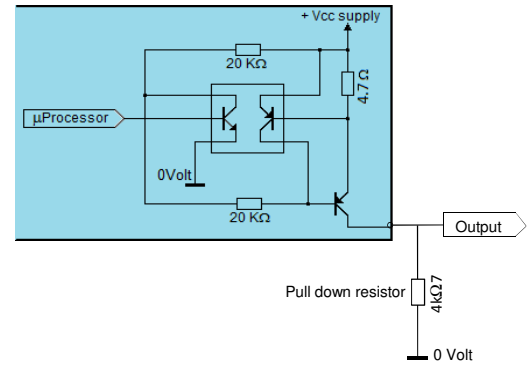 + Vcc supply
20 KΩ
4.7 Ω
µProcessor
0Volt
20 KΩ
Output
Pull down resistor
4kΩ7
0 Volt